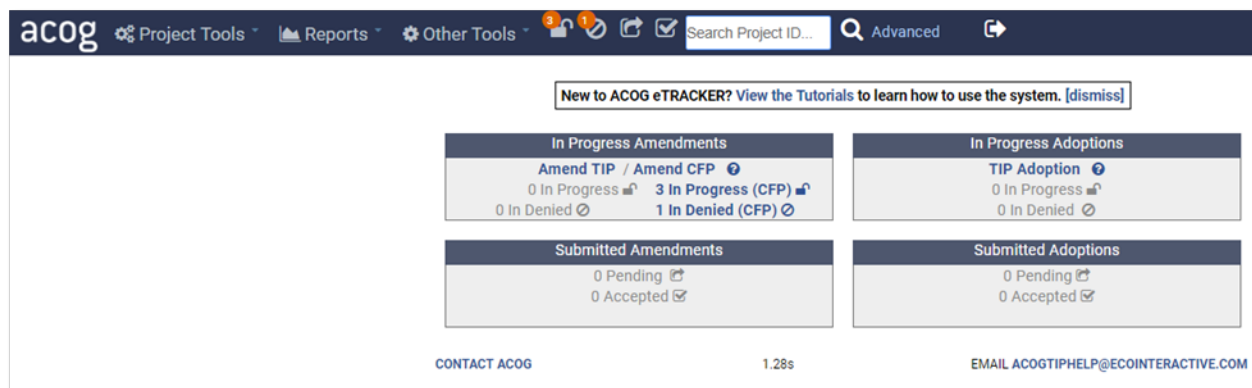 acog Project Tools Reports Other Tools 3 1 Search Project ID... Advanced
New to ACOG eTRACKER? View the Tutorials to learn how to use the system. [dismiss]
In Progress Amendments
Amend TIP / Amend CFP
0 In Progress 3 In Progress (CFP)
0 In Denied 1 In Denied (CFP)
In Progress Adoptions
TIP Adoption
0 In Progress
0 In Denied
Submitted Amendments
0 Pending
0 Accepted
Submitted Adoptions
0 Pending
0 Accepted
CONTACT ACOG 1.28s EMAIL ACOGTIPHELP@ECOINTERACTIVE.COM